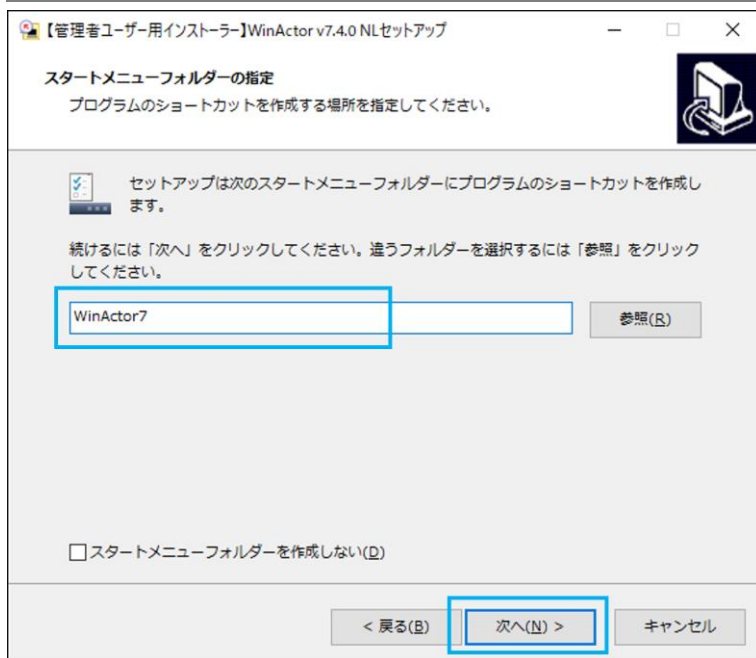 【管理者ユーザー用インストーラー】WinActor v7.4.0 NLセットアップ
スタートメニューフォルダーの指定
プログラムのショートカットを作成する場所を指定してください。
セットアップは次のスタートメニューフォルダーにプログラムのショートカットを作成し
ます。
続けるには「次へ」をクリックしてください。違うフォルダーを選択するには「参照」をクリック
してください。
WinActor7
参照(R)
スタートメニューフォルダーを作成しない(D)
< 戻る(B)
次へ(N) >
キャンセル